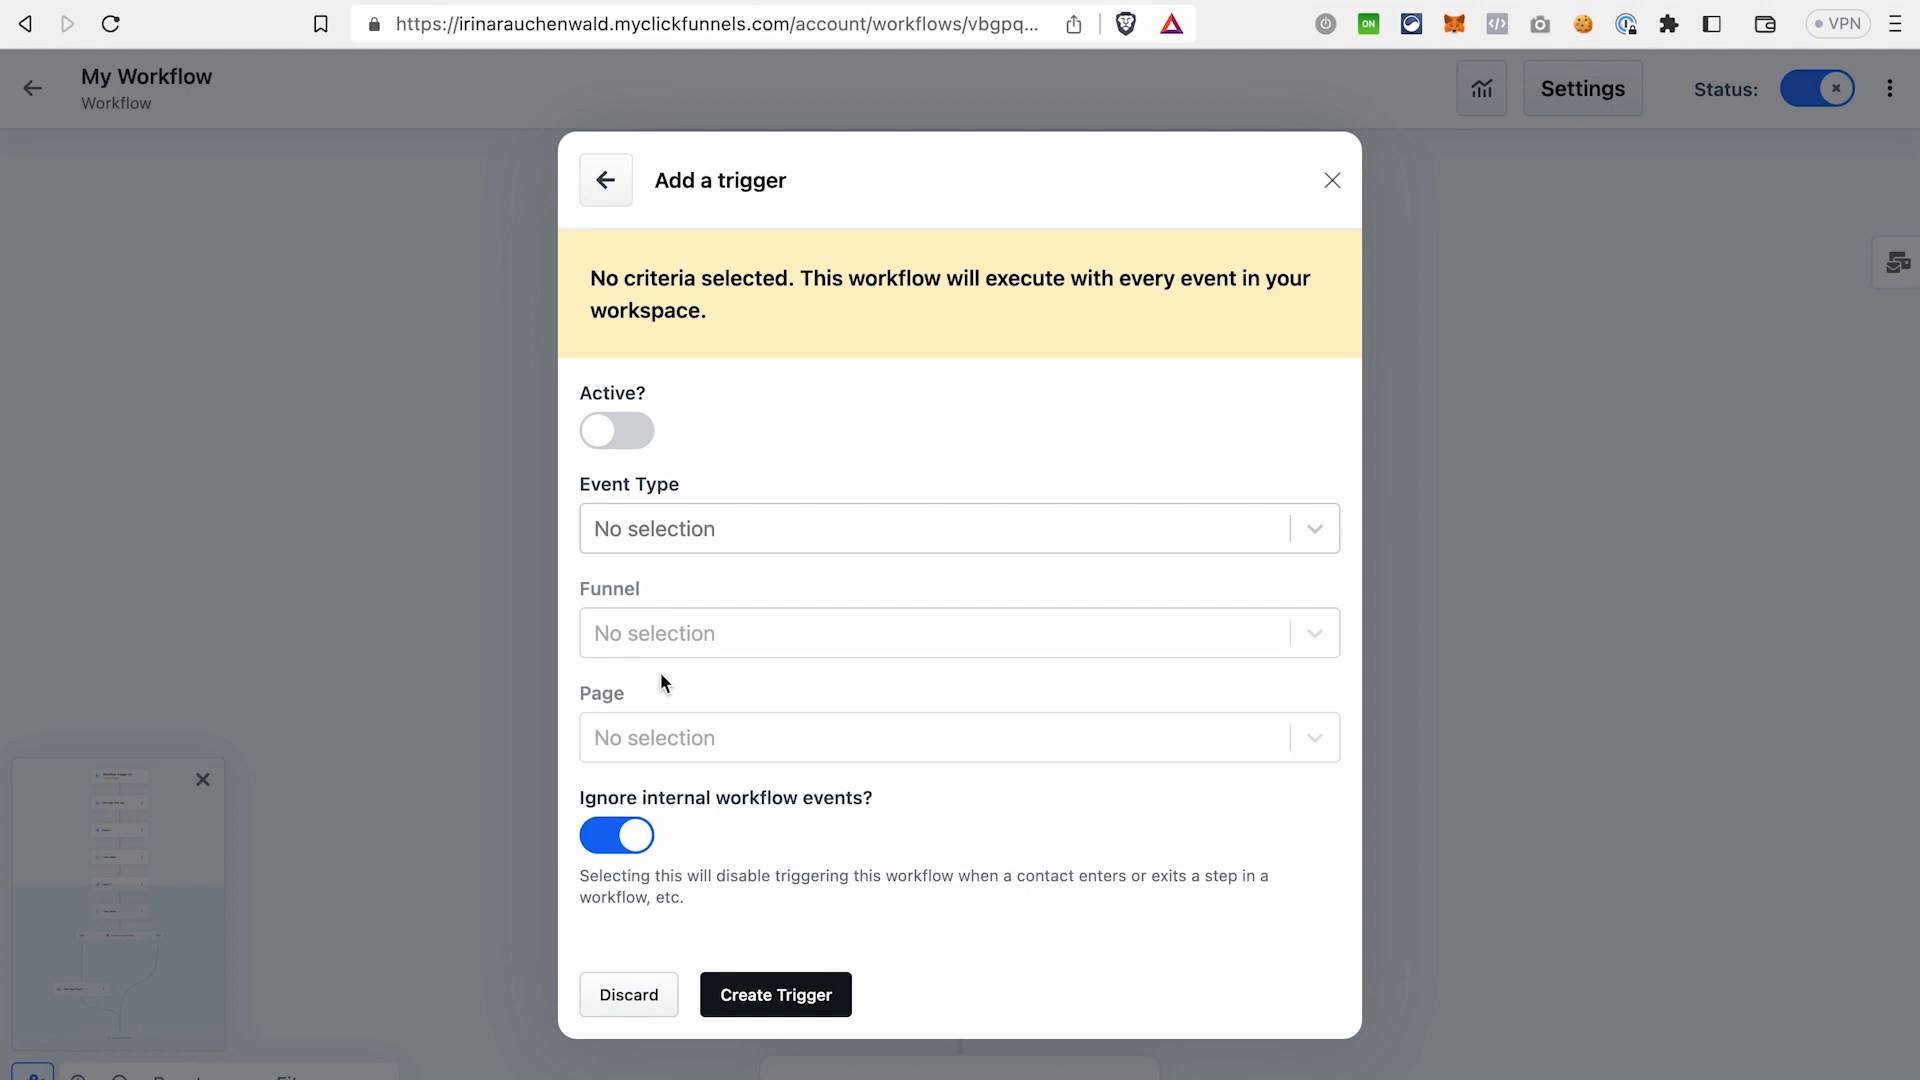 https://irinarauchenwald.myclickfunnels.com/account/workflows/vbgpq...
ON
VPN
My Workflow
Workflow
Settings
Status:
Add a trigger
No criteria selected. This workflow will execute with every event in your
workspace.
Active?
Event Type
No selection
Funnel
No selection
Page
No selection
Ignore internal workflow events?
Selecting this will disable triggering this workflow when a contact enters or exits a step in a
workflow, etc.
Discard
Create Trigger